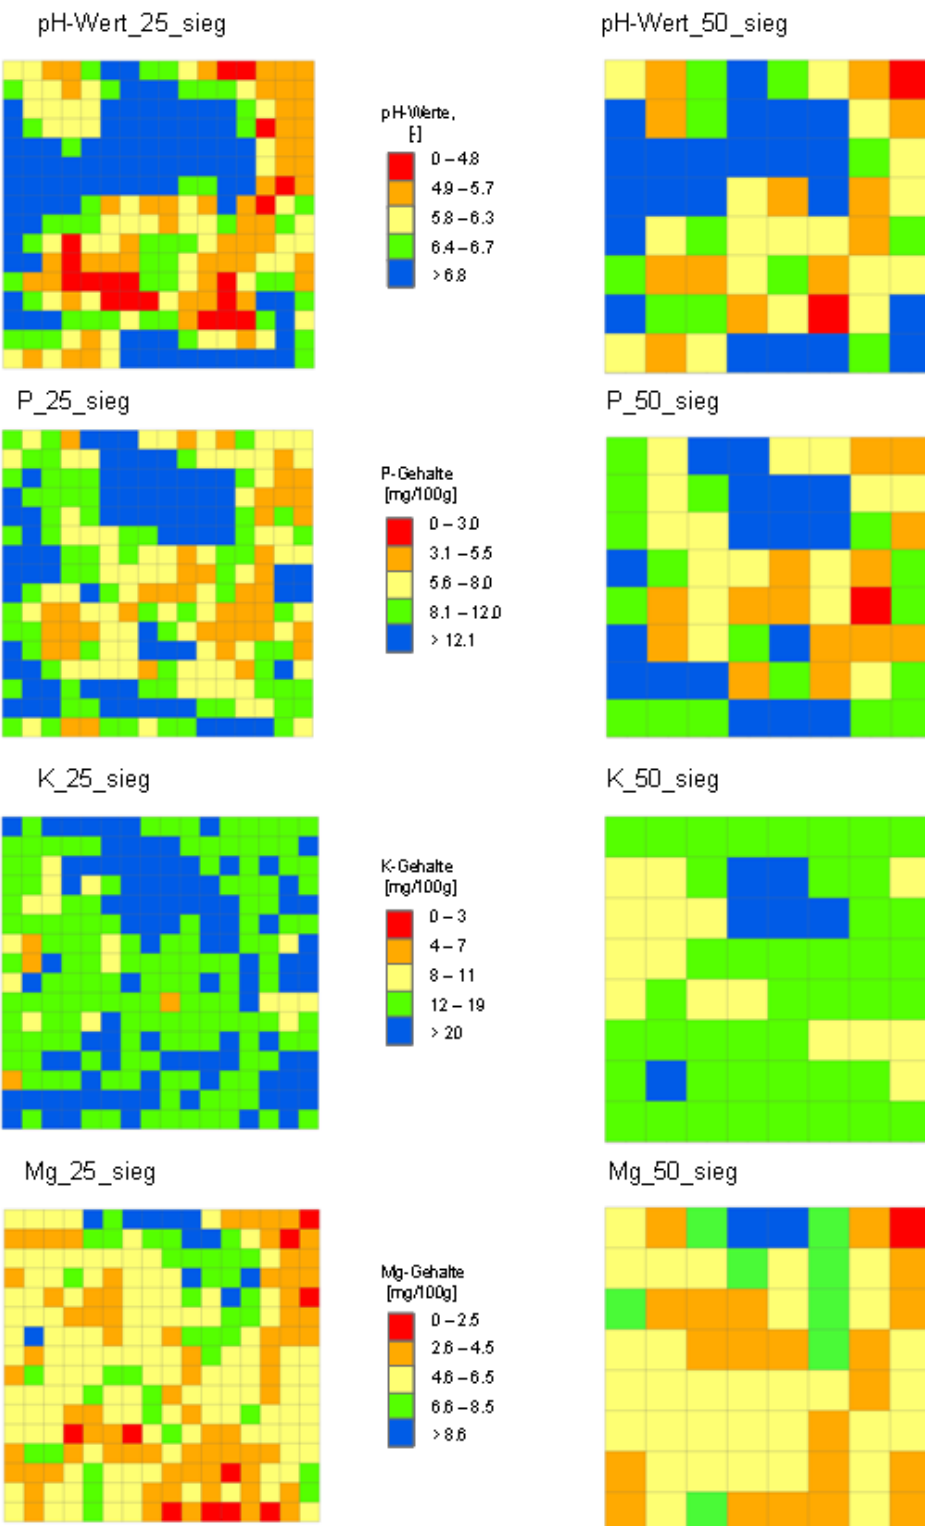 pH-Wert_25_sieg
pH-Wert_50_sieg
pH-Werte,
[-]
0 – 4.8
4.9 – 5.7
5.8 – 6.3
6.4 – 6.7
> 6.8
P_25_sieg
P_50_sieg
P-Gehalte
[mg/100g]
0 – 3.0
3.1 – 5.5
5.6 – 8.0
8.1 – 12.0
> 12.1
K_25_sieg
K_50_sieg
K-Gehalte
[mg/100g]
0 – 3
4 – 7
8 – 11
12 – 19
> 20
Mg_25_sieg
Mg_50_sieg
Mg-Gehalte
[mg/100g]
0 – 2.5
2.6 – 4.5
4.6 – 6.5
6.6 – 8.5
> 8.6